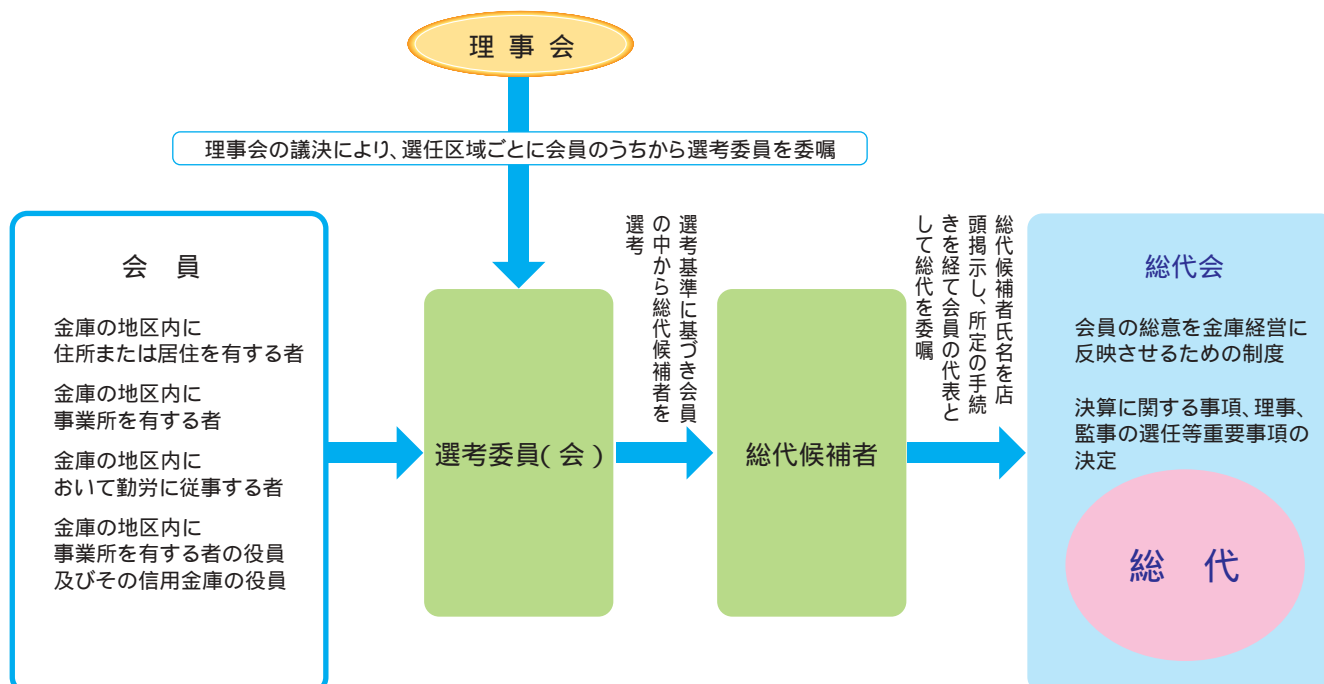 理事会
理事会の議決により、選任区域ごとに会員のうちから選考委員を委嘱
会員
金庫の地区内に
住所または居住を有する者
金庫の地区内に
事業所を有する者
金庫の地区内に
おいて勤労に従事する者
金庫の地区内に
事業所を有する者の役員
及びその信用金庫の役員
選考委員(会)
選考基準に基づき会員
の中から総代候補者を
選考
総代候補者
総代候補者氏名を店
頭掲示し、所定の手続
きを経て会員の代表と
して総代を委嘱
総代会
会員の総意を金庫経営に
反映させるための制度
決算に関する事項、理事、
監事の選任等重要事項の
決定
総代